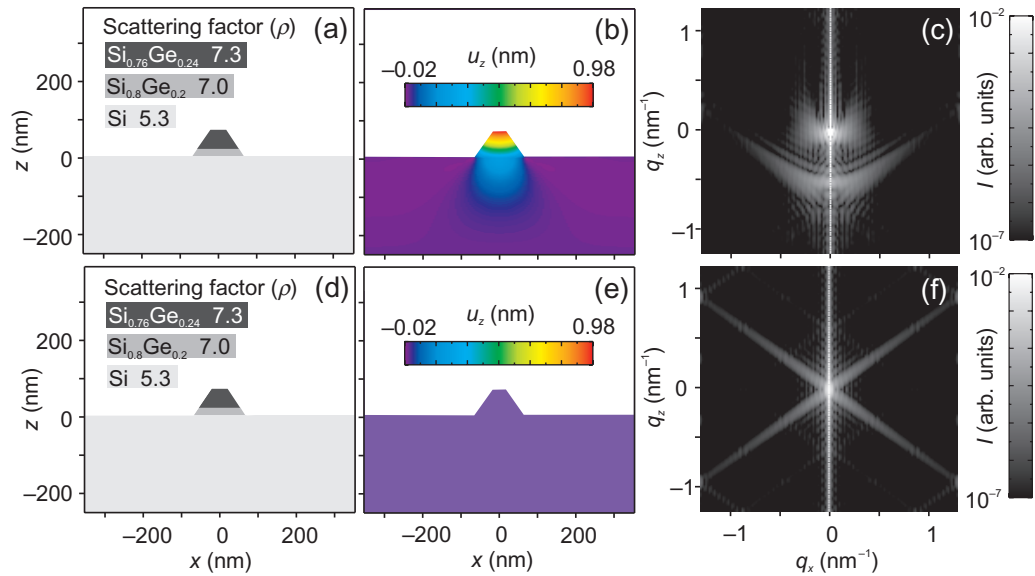 Scattering factor (ρ)
(a)
Si0.76Ge0.24 7.3
Si0.8Ge0.2 7.0
Si 5.3
200
0
−200
z (nm)
(b)
uz (nm)
−0.02
0.98
(c)
1
0
−1
qz (nm−1)
10−2
10−7
I (arb. units)
Scattering factor (ρ)
(d)
Si0.76Ge0.24 7.3
Si0.8Ge0.2 7.0
Si 5.3
200
0
−200
z (nm)
−200 0 200
x (nm)
(e)
uz (nm)
−0.02
0.98
−200 0 200
x (nm)
(f)
1
0
−1
qz (nm−1)
−1 0 1
qx (nm−1)
10−2
10−7
I (arb. units)